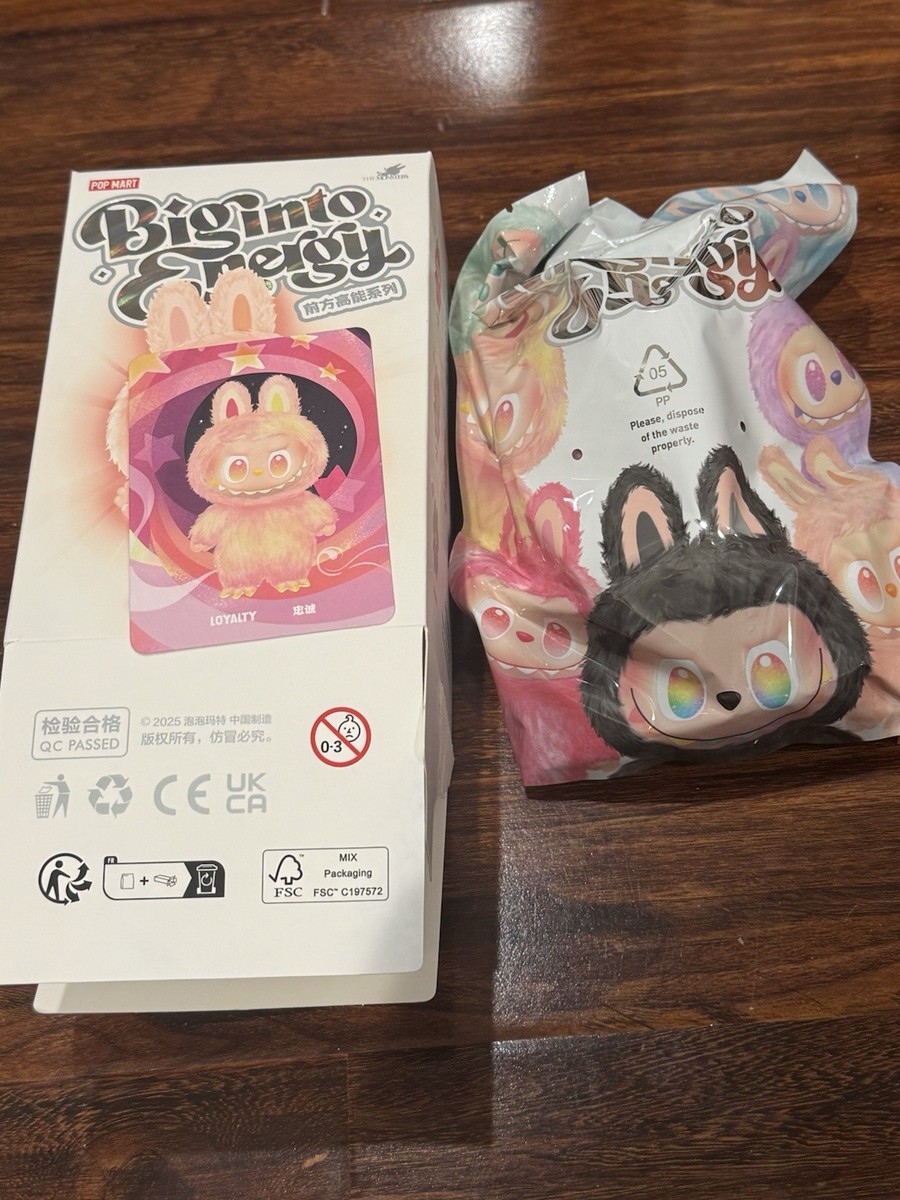 POP MART
THE MONSTERS
Big into
Energy
前方高能系列
LOYALTY 忠诚
检验合格
QC PASSED
© 2025 泡泡玛特 中国制造
版权所有，仿冒必究。
0-3
CE
UK
CA
FR
+
FSC™
MIX
Packaging
FSC™ C197572
Energy
05
PP
Please, dispose
of the waste
properly.